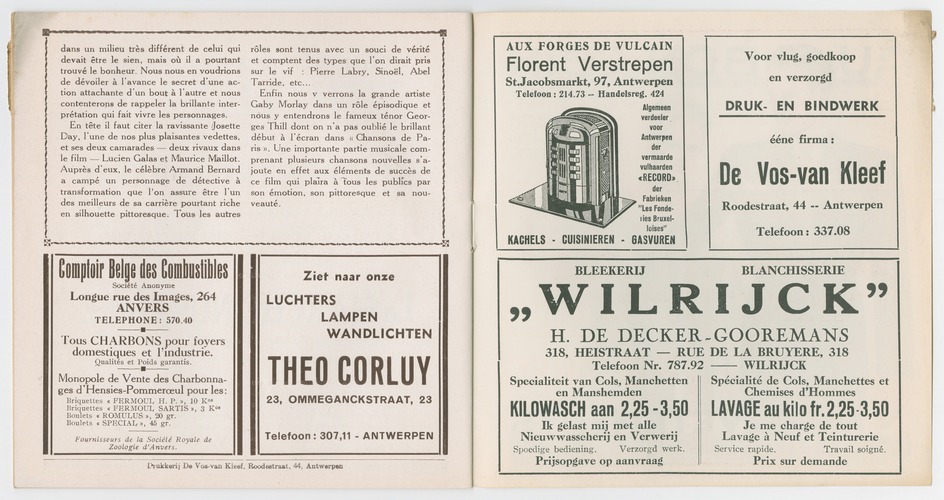 dans un milieu très différent de celui qui
devait être le sien, mais où il a pourtant
trouvé le bonheur. Nous nous en voudrions
de dévoiler à l'avance le secret d'une ac-
tion attachante d'un bout à l'autre et nous
contenterons de rappeler la brillante inter-
prétation qui fait vivre les personnages.
En tête il faut citer la ravissante Josette
Day, l'une de nos plus plaisantes vedettes,
et ses deux camarades — deux rivaux dans
le film — Lucien Galas et Maurice Maillot.
Auprès d'eux, le célèbre Armand Bernard
a campé un personnage de détective à
transformation que l'on assure être l'un
des meilleurs de sa carrière pourtant riche
en silhouette pittoresque. Tous les autres
rôles sont tenus avec un souci de vérité
et comptent des types que l'on dirait pris
sur le vif : Pierre Labry, Sinoël, Abel
Tarride, etc...
Enfin nous v verrons la grande artiste
Gaby Morlay dans un rôle épisodique et
nous y entendrons le fameux ténor Geor-
ges Thill dont on n'a pas oublié le brillant
début à l'écran dans « Chansons de Pa-
ris ». Une importante partie musicale com-
prenant plusieurs chansons nouvelles s'a-
joute en effet aux éléments de succès de
ce film qui plaira à tous les publics par
son émotion, son pittoresque et sa nou-
veauté.
Comptoir Belge des Combustibles
Société Anonyme
Longue rue des Images, 264
ANVERS
TELEPHONE : 570.40
Tous CHARBONS pour foyers
domestiques et l'industrie.
Qualités et Poids garantis.
Monopole de Vente des Charbonna-
ges d'Hensies-Pommerœul pour les:
Briquettes « FERMOUL H. P. », 10 Kos
Briquettes « FERMOUL SARTIS », 3 Kos
Boulets « ROMULUS », 20 gr.
Boulets « SPECIAL », 45 gr.
Fournisseurs de la Société Royale de
Zoologie d'Anvers.
Ziet naar onze
LUCHTERS
LAMPEN
WANDLICHTEN
THEO CORLUY
23, OMMEGANCKSTRAAT, 23
Telefoon : 307,11 - ANTWERPEN
Drukkerij De Vos-van Kleef, Roodestraat, 44, Antwerpen
AUX FORGES DE VULCAIN
Florent Verstrepen
St.Jacobsmarkt, 97, Antwerpen
Telefoon : 214.73 -- Handelsreg. 424
Algemeen
verdeeler
voor
Antwerpen
der
vermaarde
vulhaarden
«RECORD»
der
Fabrieken
"Les Fonde-
ries Bruxel-
loises"
KACHELS - CUISINIEREN - GASVUREN
Voor vlug, goedkoop
en verzorgd
DRUK- EN BINDWERK
ééne firma :
De Vos-van Kleef
Roodestraat, 44 -- Antwerpen
Telefoon : 337.08
BLEEKERIJ BLANCHISSERIE
„WILRIJCK”
H. DE DECKER-GOOREMANS
318, HEISTRAAT — RUE DE LA BRUYERE, 318
Telefoon Nr. 787.92 — WILRIJCK
Specialiteit van Cols, Manchetten
en Manshemden
KILOWASCH aan 2,25 - 3,50
Ik gelast mij met alle
Nieuwwasscherij en Verwerij
Spoedige bediening. Verzorgd werk.
Prijsopgave op aanvraag
Spécialité de Cols, Manchettes et
Chemises d'Hommes
LAVAGE au kilo fr. 2,25-3,50
Je me charge de tout
Lavage à Neuf et Teinturerie
Service rapide. Travail soigné.
Prix sur demande